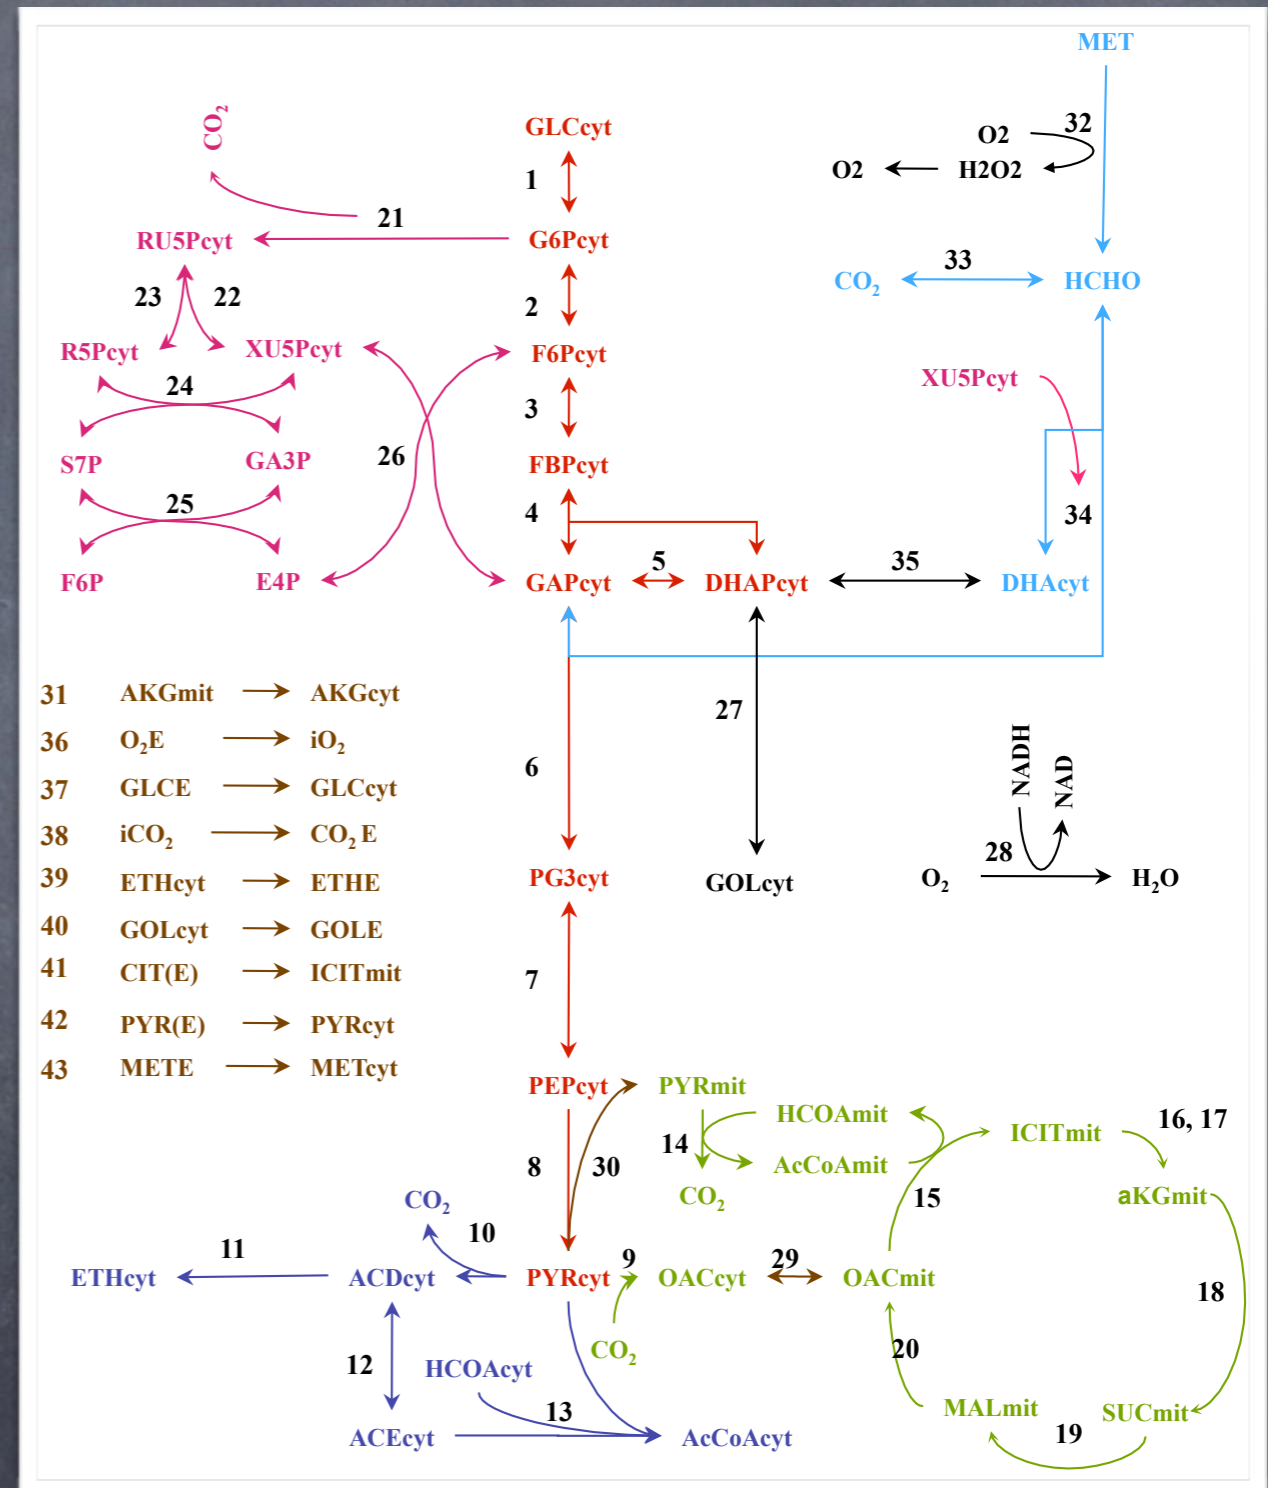 MET
CO₂
GLCcyt
O2
32
O2
H2O2
1
21
RU5Pcyt
G6Pcyt
CO₂
33
HCHO
23
22
2
R5Pcyt
XU5Pcyt
F6Pcyt
XU5Pcyt
24
3
S7P
GA3P
26
FBPcyt
25
4
34
F6P
E4P
GAPcyt
5
DHAPcyt
35
DHAcyt
31 AKGmit AKGcyt
27
36 O₂E iO₂
6
NADH
NAD
37 GLCE GLCcyt
38 iCO₂ CO₂ E
39 ETHcyt ETHE
PG3cyt
GOLcyt
28
O₂
H₂O
40 GOLcyt GOLE
41 CIT(E) ICITmit
7
42 PYR(E) PYRcyt
43 METE METcyt
PEPcyt
PYRmit
HCOAmit
ICITmit
16, 17
8
30
14
AcCoAmit
CO₂
CO₂
15
aKGmit
11
10
9
29
ETHcyt
ACDcyt
PYRcyt
OACcyt
OACmit
18
12
HCOAcyt
CO₂
20
13
MALmit
SUCmit
ACEcyt
AcCoAcyt
19